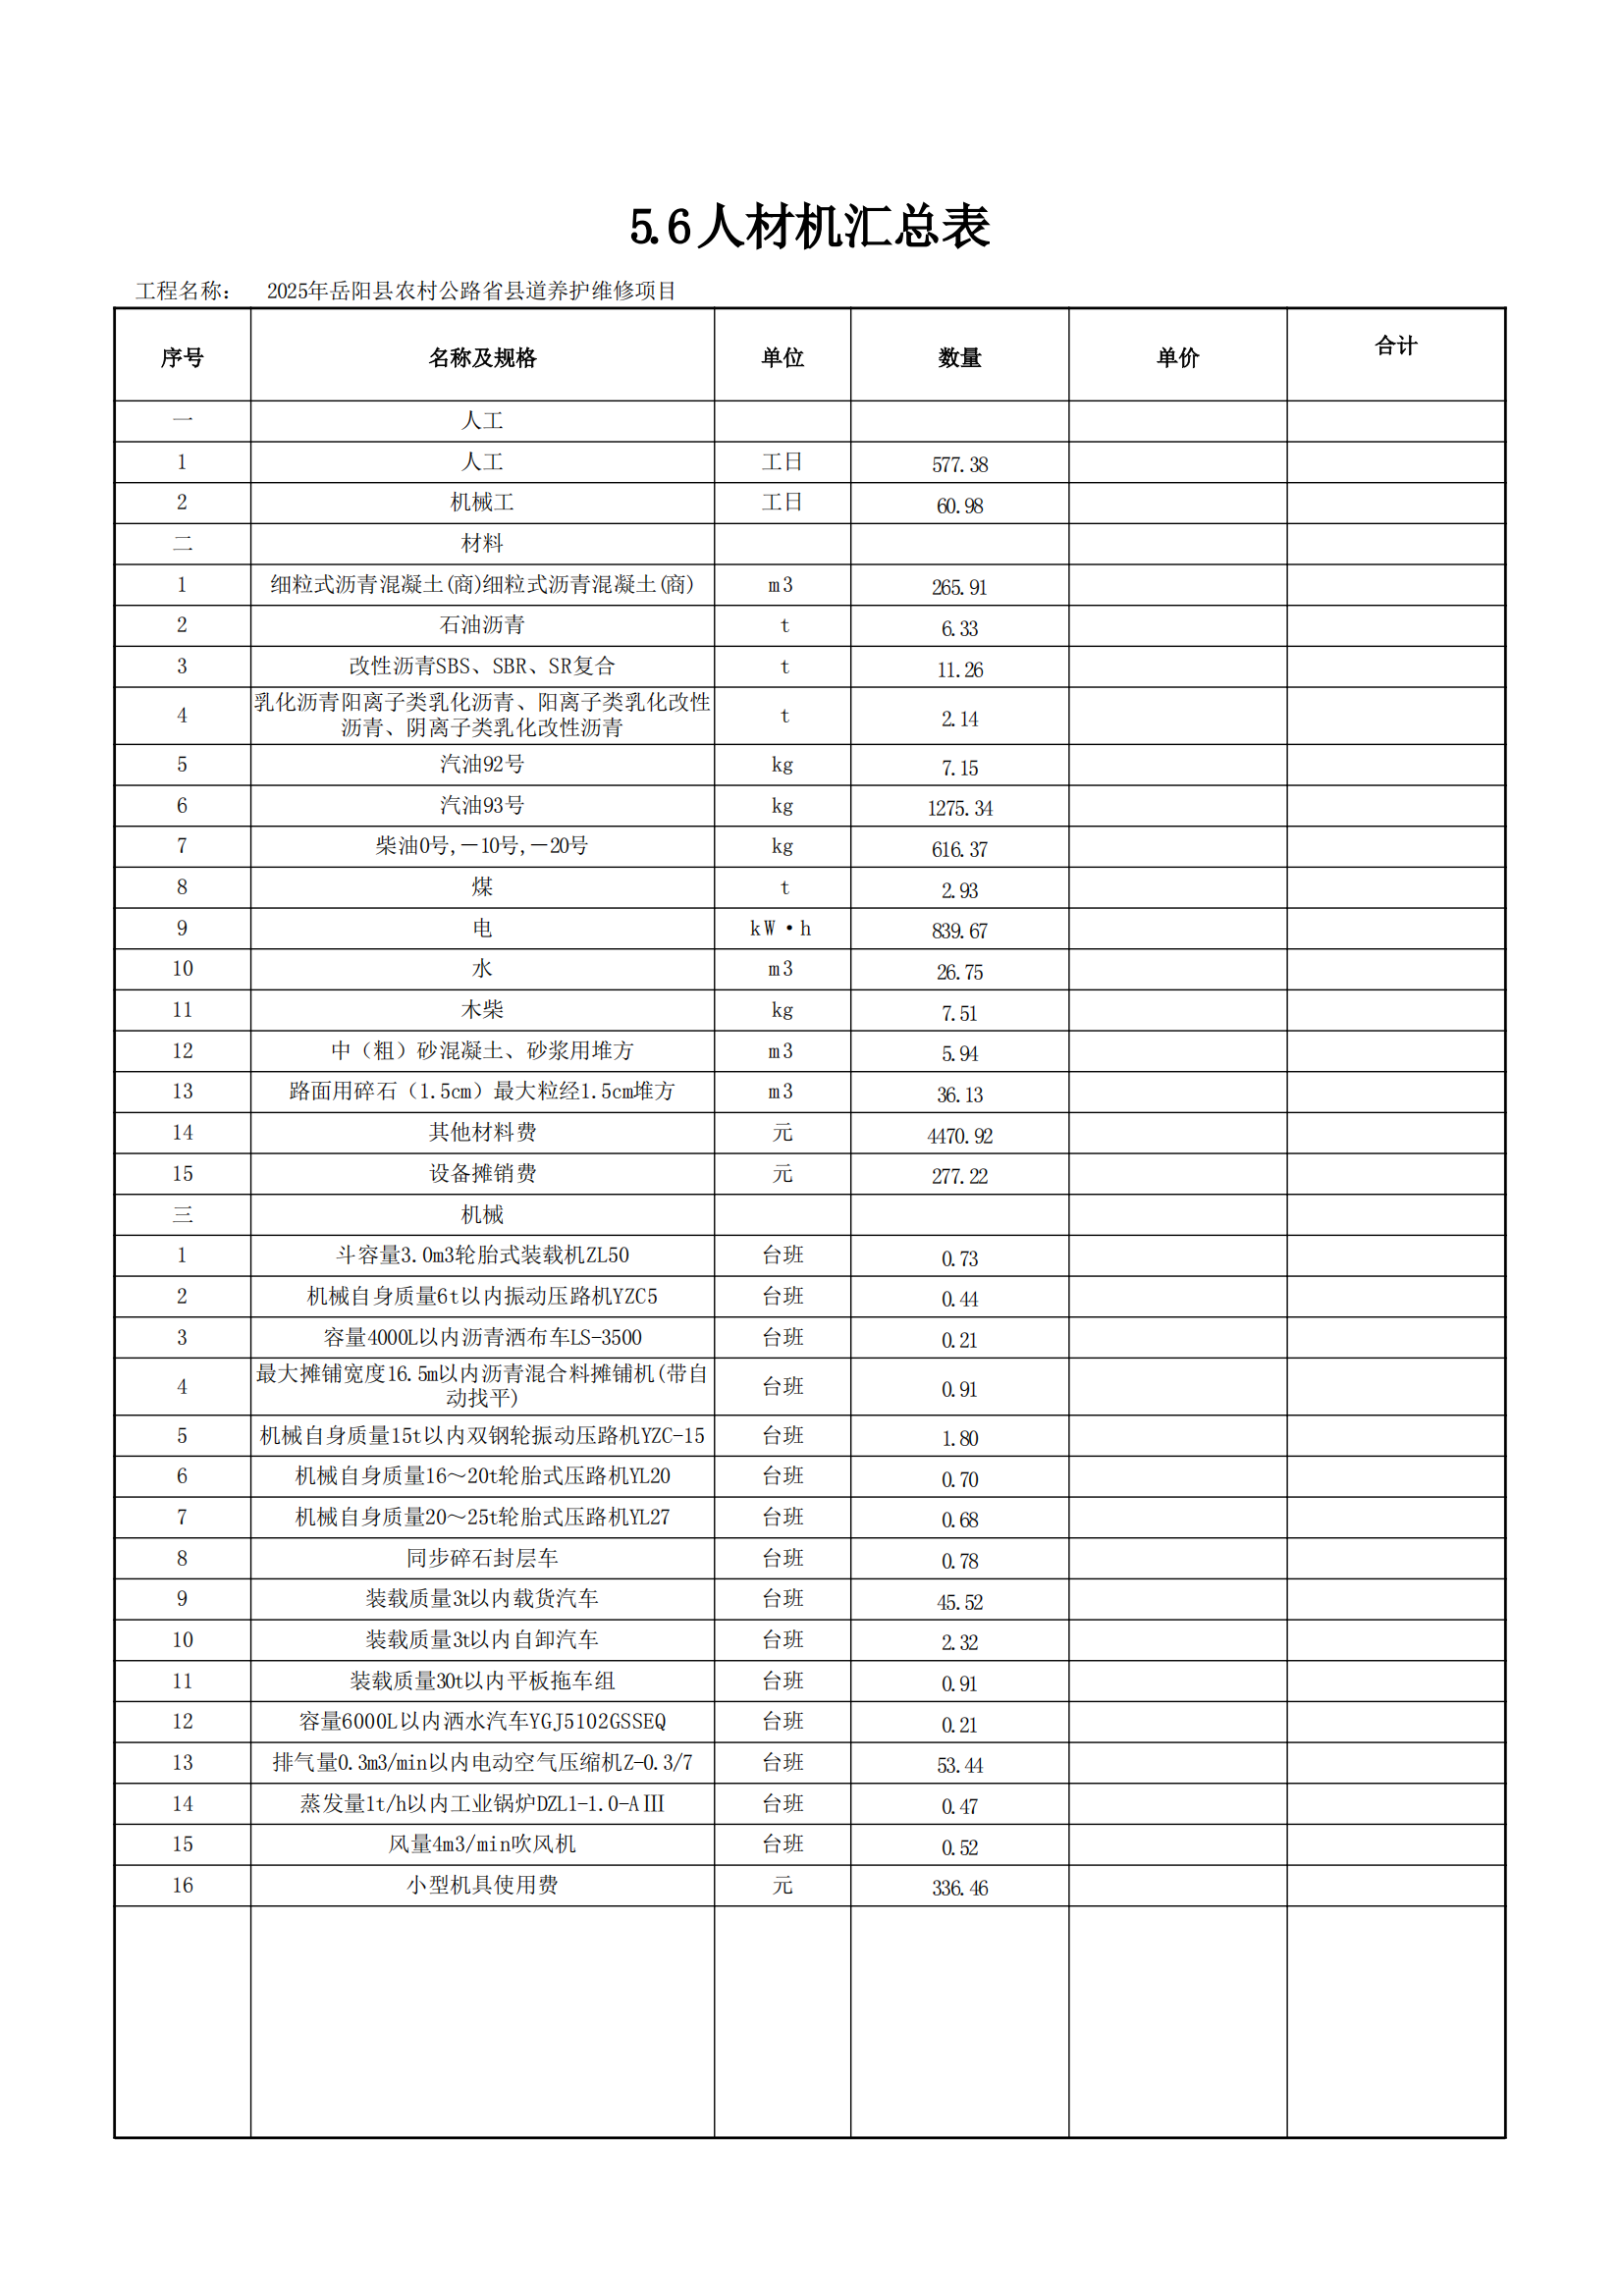 5.6人材机汇总表
工程名称： 2025年岳阳县农村公路省县道养护维修项目
序号 名称及规格 单位 数量 单价 合计
一 人工
1 人工 工日 577.38
2 机械工 工日 60.98
二 材料
1 细粒式沥青混凝土(商)细粒式沥青混凝土(商) m3 265.91
2 石油沥青 t 6.33
3 改性沥青SBS、SBR、SR复合 t 11.26
4 乳化沥青阳离子类乳化沥青、阳离子类乳化改性
沥青、阴离子类乳化改性沥青 t 2.14
5 汽油92号 kg 7.15
6 汽油93号 kg 1275.34
7 柴油0号,－10号,－20号 kg 616.37
8 煤 t 2.93
9 电 kW·h 839.67
10 水 m3 26.75
11 木柴 kg 7.51
12 中（粗）砂混凝土、砂浆用堆方 m3 5.94
13 路面用碎石（1.5cm）最大粒经1.5cm堆方 m3 36.13
14 其他材料费 元 4470.92
15 设备摊销费 元 277.22
三 机械
1 斗容量3.0m3轮胎式装载机ZL50 台班 0.73
2 机械自身质量6t以内振动压路机YZC5 台班 0.44
3 容量4000L以内沥青洒布车LS-3500 台班 0.21
4 最大摊铺宽度16.5m以内沥青混合料摊铺机(带自
动找平) 台班 0.91
5 机械自身质量15t以内双钢轮振动压路机YZC-15 台班 1.80
6 机械自身质量16～20t轮胎式压路机YL20 台班 0.70
7 机械自身质量20～25t轮胎式压路机YL27 台班 0.68
8 同步碎石封层车 台班 0.78
9 装载质量3t以内载货汽车 台班 45.52
10 装载质量3t以内自卸汽车 台班 2.32
11 装载质量30t以内平板拖车组 台班 0.91
12 容量6000L以内洒水汽车YGJ5102GSSEQ 台班 0.21
13 排气量0.3m3/min以内电动空气压缩机Z-0.3/7 台班 53.44
14 蒸发量1t/h以内工业锅炉DZL1-1.0-AⅢ 台班 0.47
15 风量4m3/min吹风机 台班 0.52
16 小型机具使用费 元 336.46